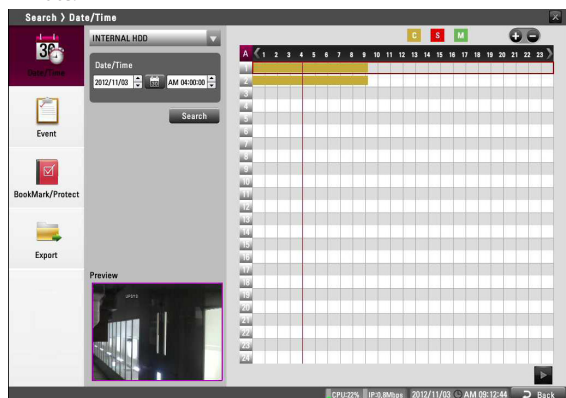 Search > Date/Time
30
Date/Time
Event
BookMark/Protect
Export
INTERNAL HDD
Date/Time
2012/11/03 AM 04:00:00
Search
Preview
C S M
A 1 2 3 4 5 6 7 8 9 10 11 12 13 14 15 16 17 18 19 20 21 22 23
1
2
3
4
5
6
7
8
9
10
11
12
13
14
15
16
17
18
19
20
21
22
23
24
CPU:22% IP:0.8Mbps 2012/11/03 AM 09:12:44 Back